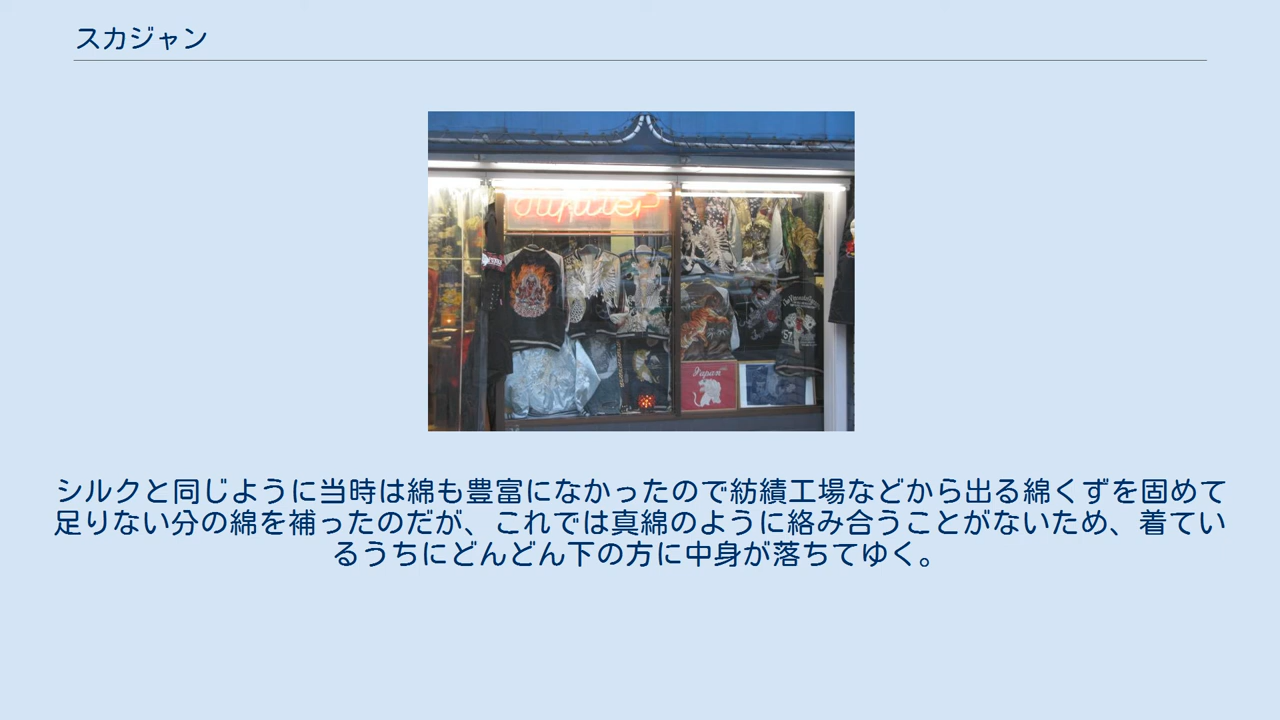 スカジャン
Japan
シルクと同じように当時は綿も豊富になかったので紡績工場などから出る綿くずを固めて
足りない分の綿を補ったのだが、これでは真綿のように絡み合うことがないため、着てい
るうちにどんどん下の方に中身が落ちてゆく。